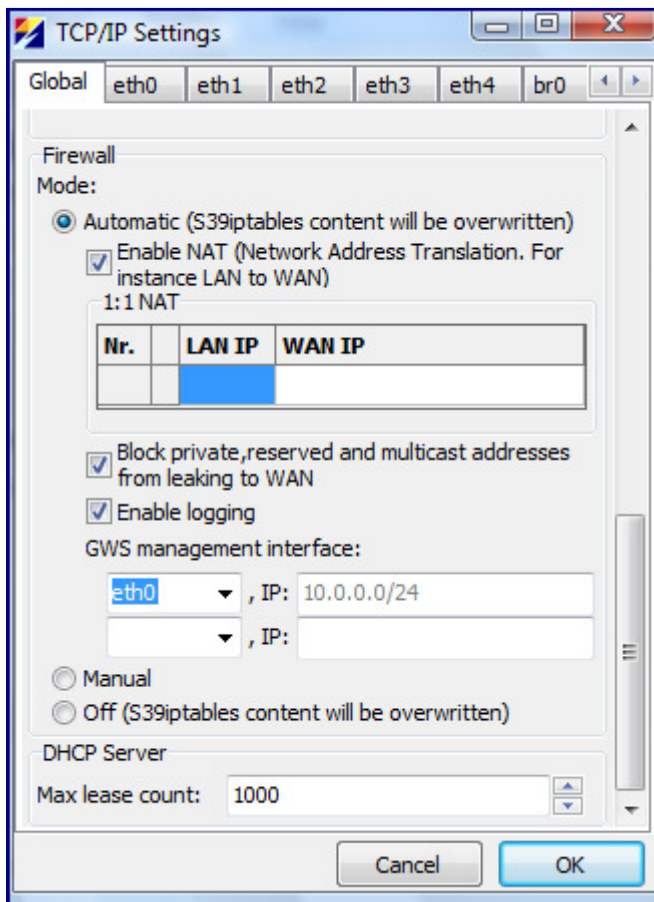 TCP/IP Settings
Global eth0 eth1 eth2 eth3 eth4 br0
Firewall
Mode:
Automatic (S39iptables content will be overwritten)
Enable NAT (Network Address Translation. For
instance LAN to WAN)
1:1 NAT
Nr. LAN IP WAN IP
Block private,reserved and multicast addresses
from leaking to WAN
Enable logging
GWS management interface:
eth0 , IP: 10.0.0.0/24
, IP:
Manual
Off (S39iptables content will be overwritten)
DHCP Server
Max lease count: 1000
Cancel OK